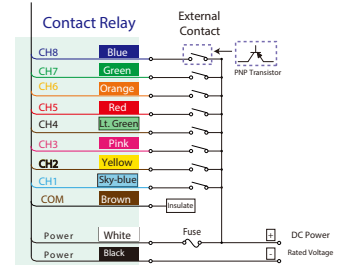 Contact Relay
External
Contact
CH8 Blue
CH7 Green
CH6 Orange
CH5 Red
CH4 Lt. Green
CH3 Pink
CH2 Yellow
CH1 Sky-blue
COM Brown
Insulate
PNP Transistor
Power White Fuse + DC Power
Power Black - Rated Voltage